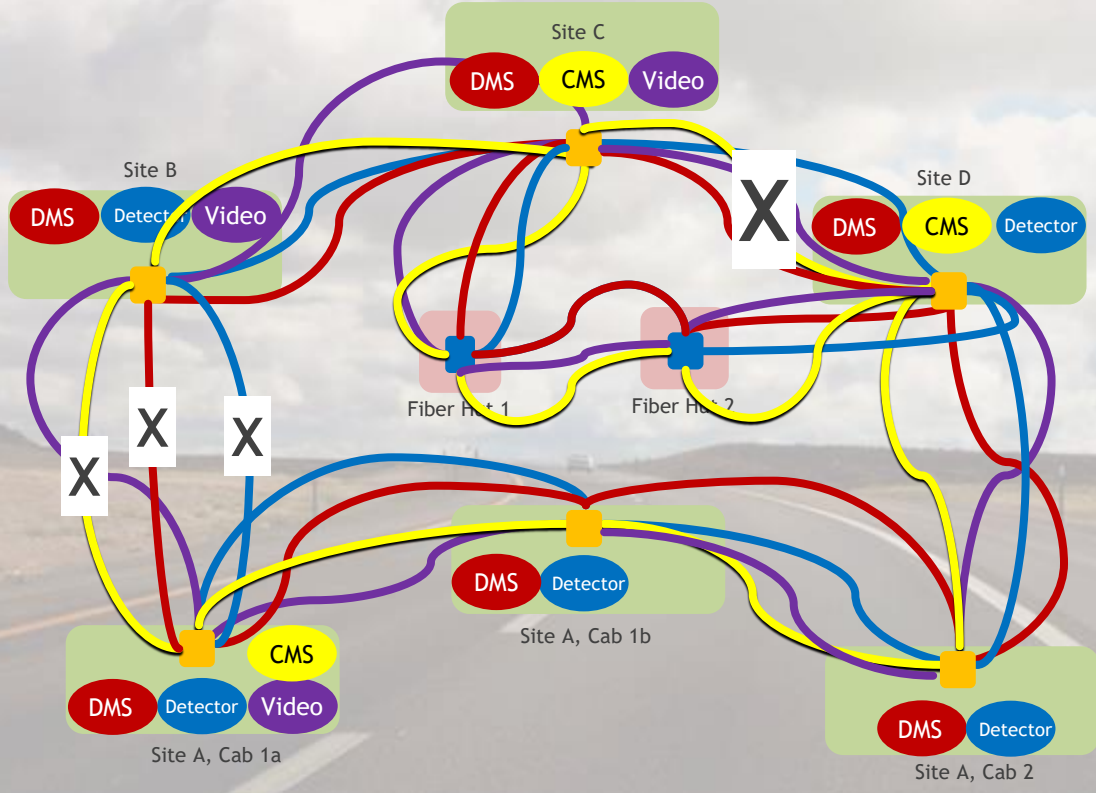 Site C
DMS
CMS
Video
Site B
DMS
Detector
Video
X
Site D
DMS
CMS
Detector
Fiber Hut 1
Fiber Hut 2
X
X
X
DMS
Detector
Site A, Cab 1b
CMS
DMS
Detector
Video
Site A, Cab 1a
DMS
Detector
Site A, Cab 2